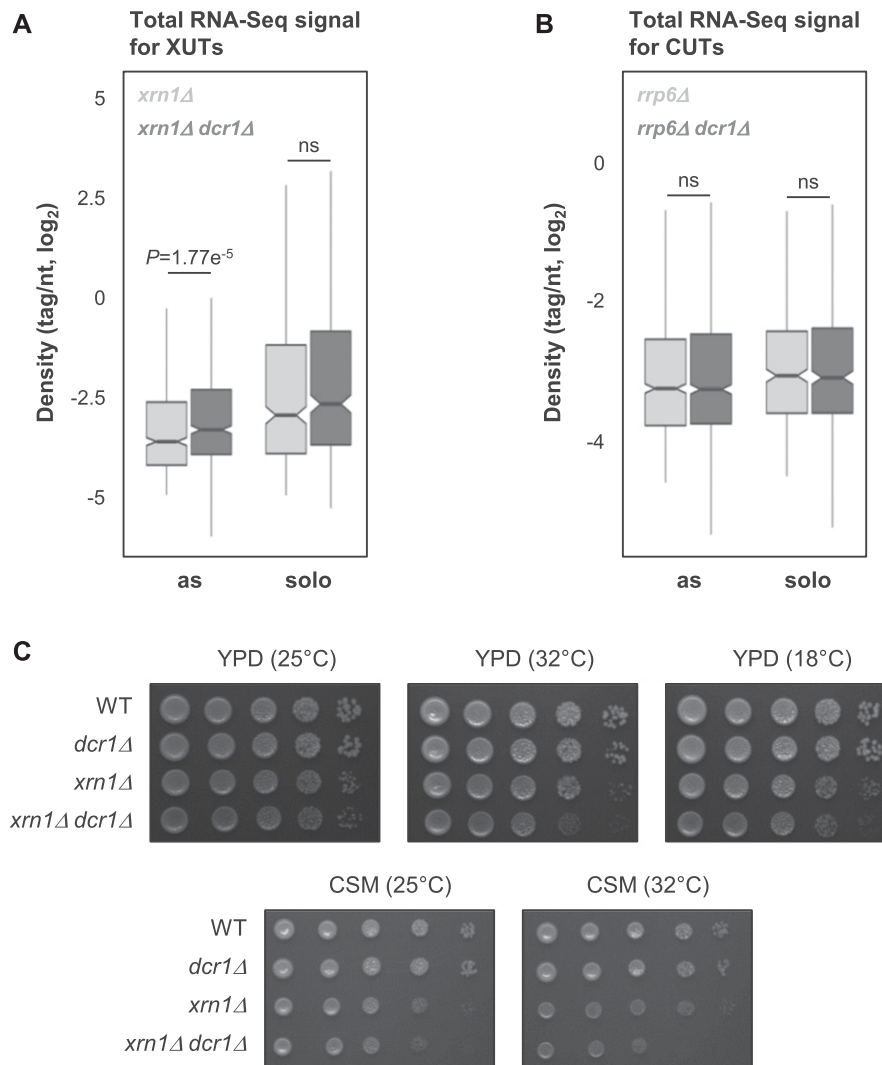 A
Total RNA-Seq signal
for XUTs
Density (tag/nt, log₂)
5
2.5
0
-2.5
-5
xrn1Δ
xrn1Δ dcr1Δ
ns
P=1.77e⁻⁵
as
solo
B
Total RNA-Seq signal
for CUTs
Density (tag/nt, log₂)
0
-2
-4
rrp6Δ
rrp6Δ dcr1Δ
ns
ns
as
solo
C
YPD (25°C)
YPD (32°C)
YPD (18°C)
WT
dcr1Δ
xrn1Δ
xrn1Δ dcr1Δ
CSM (25°C)
CSM (32°C)
WT
dcr1Δ
xrn1Δ
xrn1Δ dcr1Δ